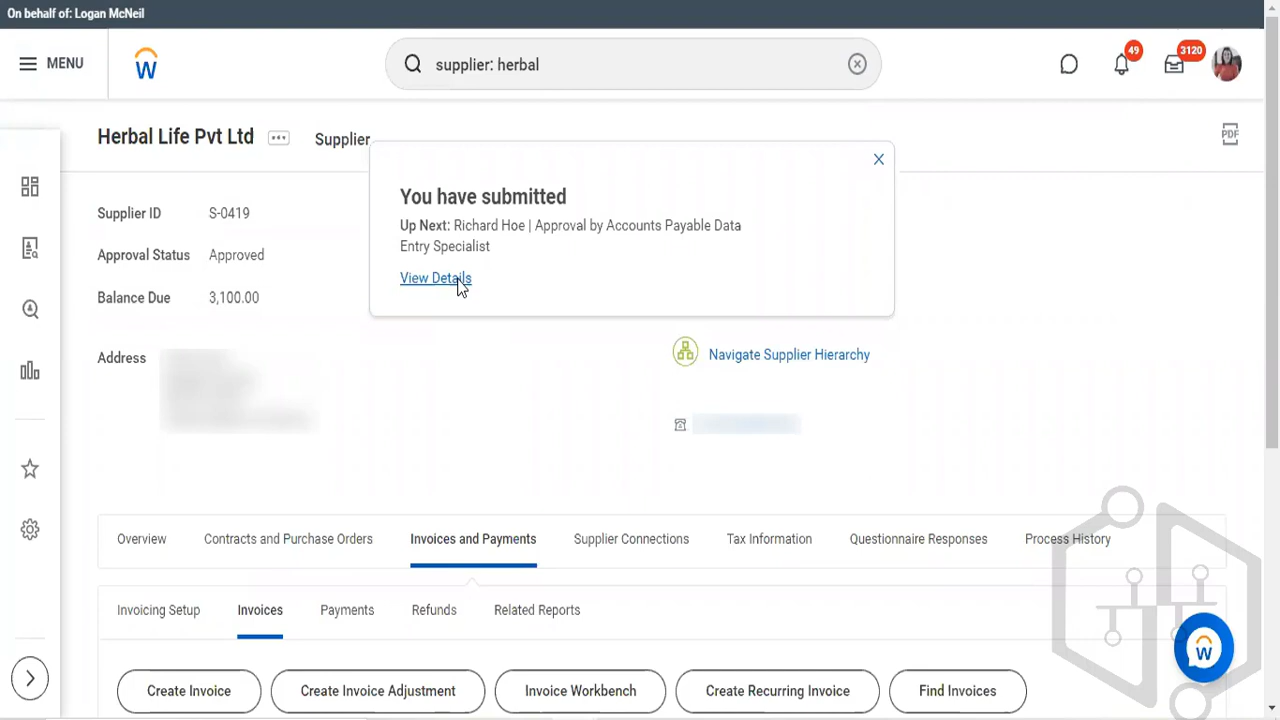 On behalf of: Logan McNeil
MENU
supplier: herbal
49
3120
Herbal Life Pvt Ltd
Supplier
PDF
You have submitted
Up Next: Richard Hoe | Approval by Accounts Payable Data
Entry Specialist
View Details
Supplier ID S-0419
Approval Status Approved
Balance Due 3,100.00
Address
Navigate Supplier Hierarchy
Overview Contracts and Purchase Orders Invoices and Payments Supplier Connections Tax Information Questionnaire Responses Process History
Invoicing Setup Invoices Payments Refunds Related Reports
Create Invoice Create Invoice Adjustment Invoice Workbench Create Recurring Invoice Find Invoices